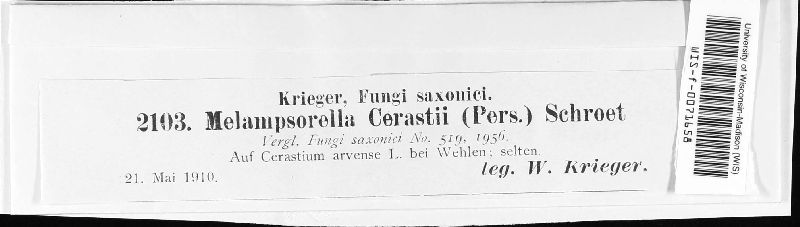 Krieger, Fungi saxonici.
2103. Melampsorella Cerastii (Pers.) Schroet
Vergl. Fungi saxonici No. 519, 1956.
Auf Cerastium arvense L. bei Wehlen; selten.
leg. W. Krieger.
21. Mai 1910.
University of Wisconsin-Madison (WIS)
WIS-f-0071658